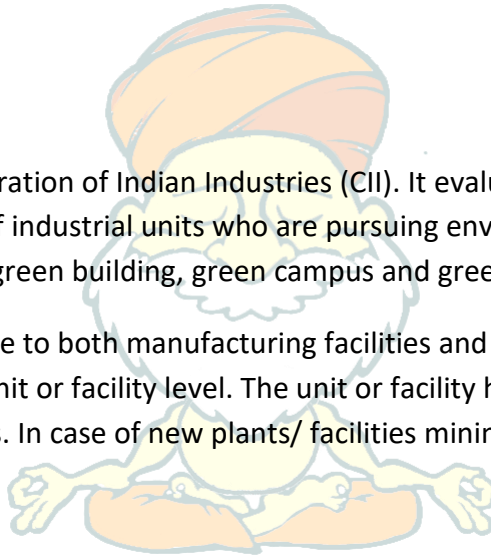 ration of Indian Industries (CII). It evalu
f industrial units who are pursuing env
green building, green campus and gree
e to both manufacturing facilities and
nit or facility level. The unit or facility h
s. In case of new plants/ facilities minin